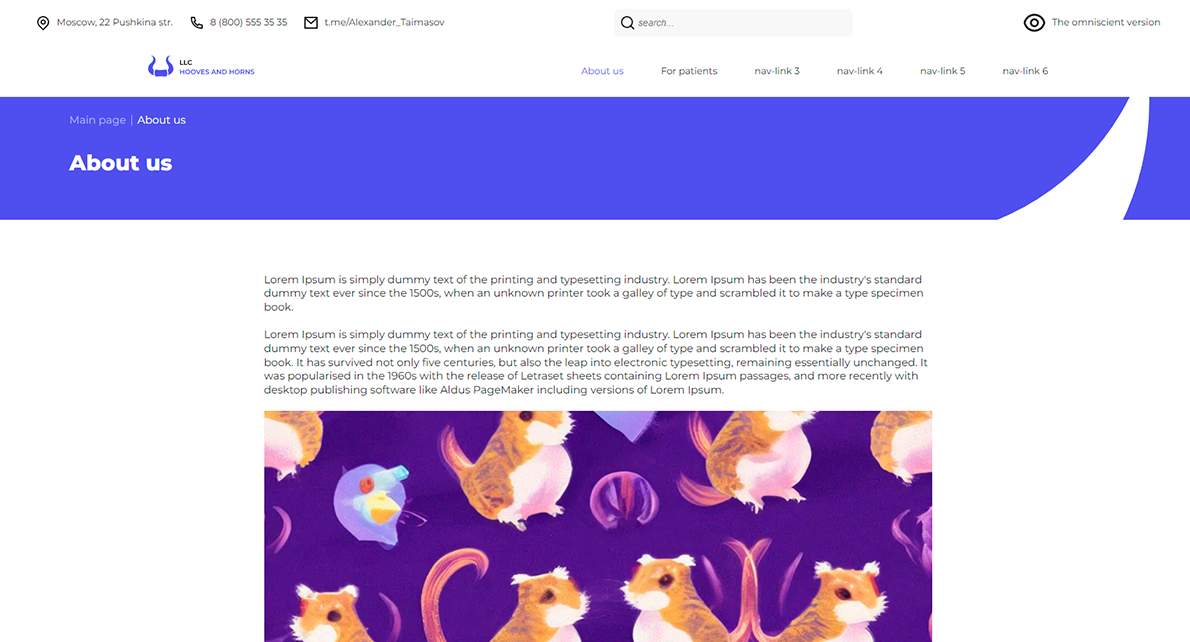 Moscow, 22 Pushkina str.
8 (800) 555 35 35
t.me/Alexander_Taimasov
search...
The omniscient version
LLC
HOOVES AND HORNS
About us
For patients
nav-link 3
nav-link 4
nav-link 5
nav-link 6
Main page | About us
About us
Lorem Ipsum is simply dummy text of the printing and typesetting industry. Lorem Ipsum has been the industry's standard
dummy text ever since the 1500s, when an unknown printer took a galley of type and scrambled it to make a type specimen
book.
Lorem Ipsum is simply dummy text of the printing and typesetting industry. Lorem Ipsum has been the industry's standard
dummy text ever since the 1500s, when an unknown printer took a galley of type and scrambled it to make a type specimen
book. It has survived not only five centuries, but also the leap into electronic typesetting, remaining essentially unchanged. It
was popularised in the 1960s with the release of Letraset sheets containing Lorem Ipsum passages, and more recently with
desktop publishing software like Aldus PageMaker including versions of Lorem Ipsum.